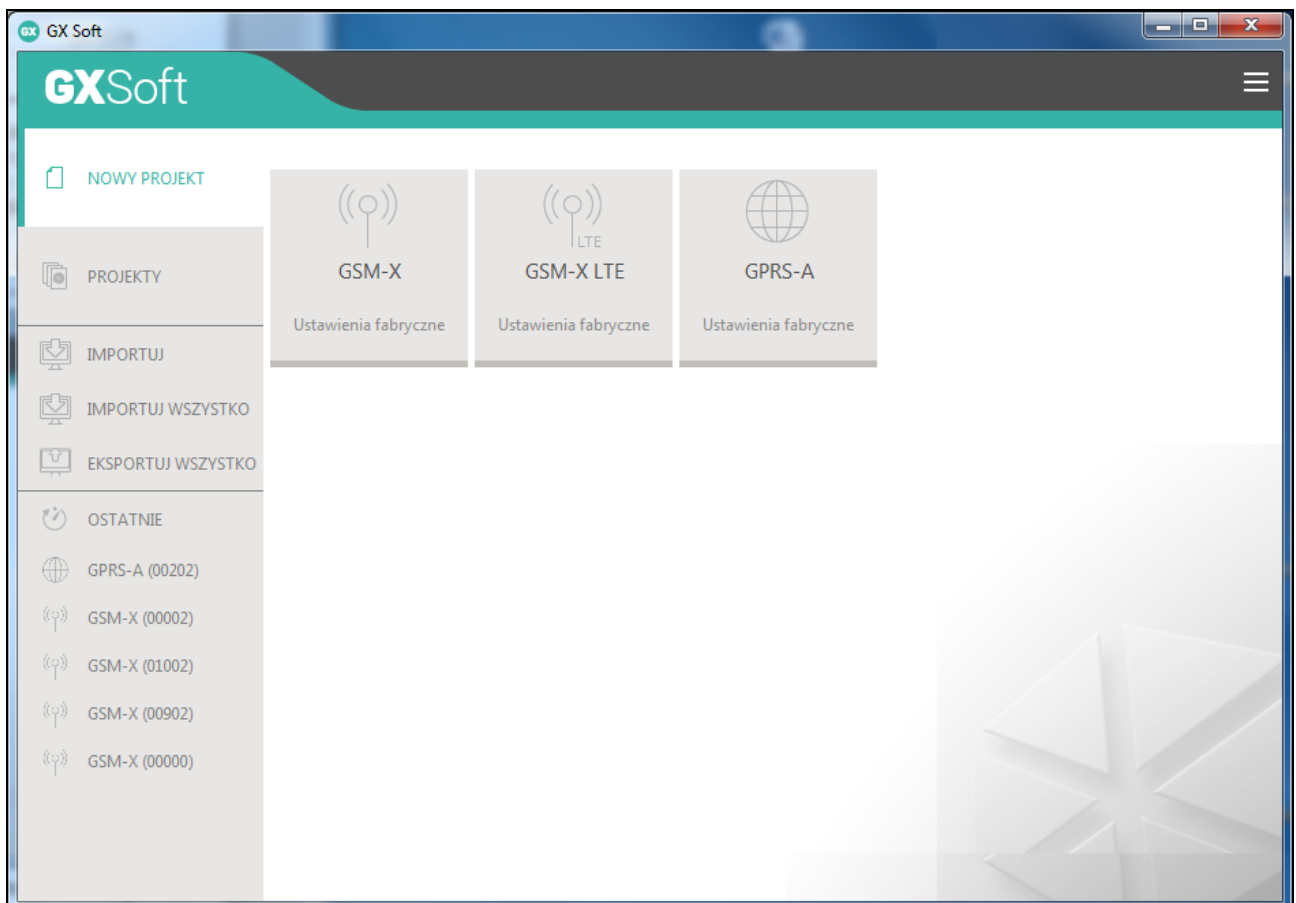 GX GX Soft
GXSoft
NOWY PROJEKT
PROJEKTY
IMPORTUJ
IMPORTUJ WSZYSTKO
EKSPORTUJ WSZYSTKO
OSTATNIE
GPRS-A (00202)
GSM-X (00002)
GSM-X (01002)
GSM-X (00902)
GSM-X (00000)
GSM-X
Ustawienia fabryczne
LTE
GSM-X LTE
Ustawienia fabryczne
GPRS-A
Ustawienia fabryczne